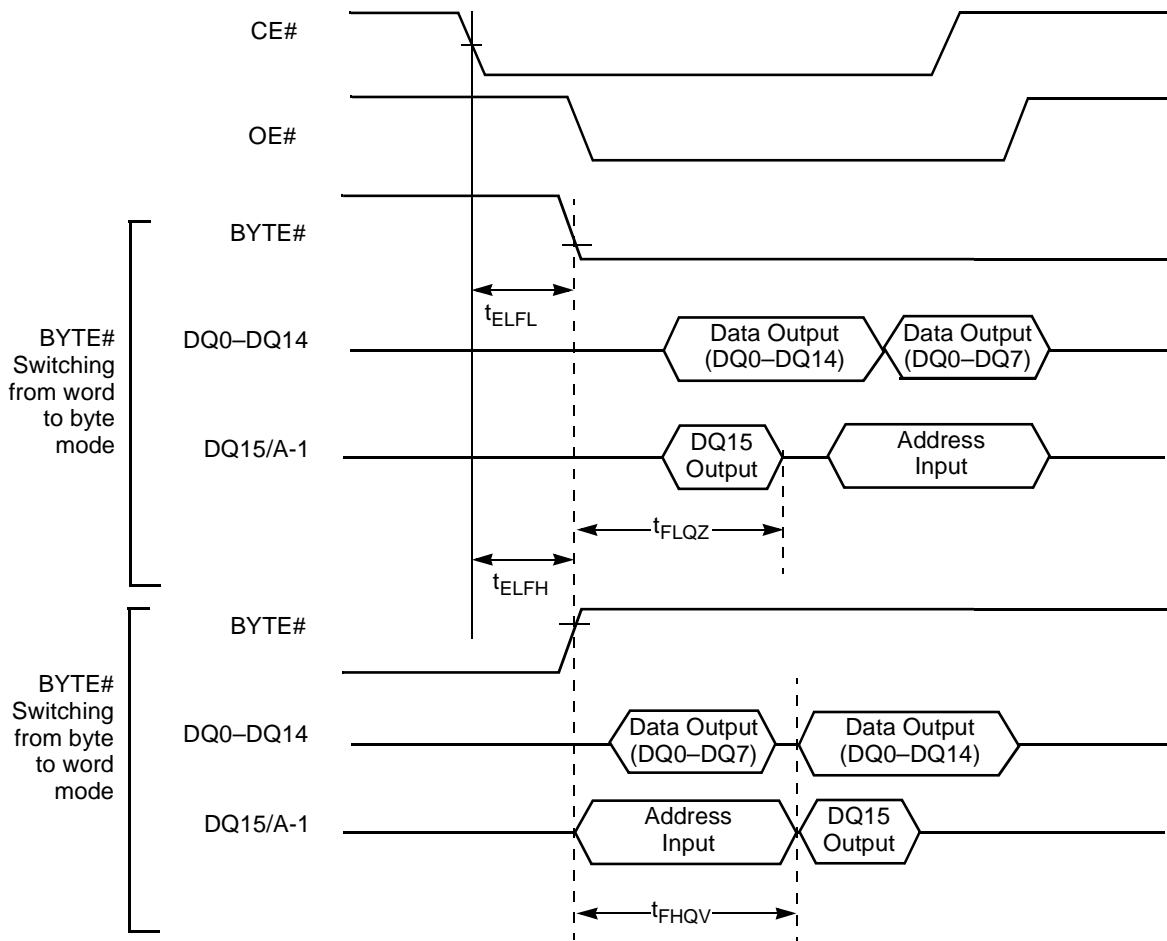 CE#
OE#
BYTE#
tELFL
BYTE#
Switching
from word
to byte
mode
DQ0–DQ14
Data Output
(DQ0–DQ14)
Data Output
(DQ0–DQ7)
DQ15/A-1
DQ15
Output
Address
Input
tFLQZ
tELFH
BYTE#
BYTE#
Switching
from byte
to word
mode
DQ0–DQ14
Data Output
(DQ0–DQ7)
Data Output
(DQ0–DQ14)
DQ15/A-1
Address
Input
DQ15
Output
tFHQV